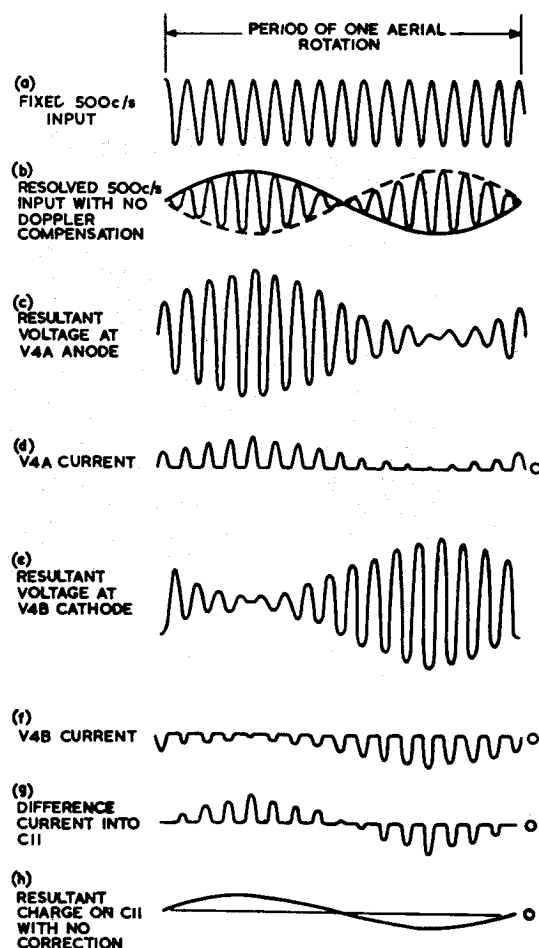 PERIOD OF ONE AERIAL
ROTATION
(a)
FIXED 500c/s
INPUT
(b)
RESOLVED 500c/s
INPUT WITH NO
DOPPLER
COMPENSATION
(c)
RESULTANT
VOLTAGE AT
V4A ANODE
(d)
V4A CURRENT
O
(e)
RESULTANT
VOLTAGE AT
V4B CATHODE
(f)
V4B CURRENT
O
(g)
DIFFERENCE
CURRENT INTO
C11
O
(h)
RESULTANT
CHARGE ON C11
WITH NO
CORRECTION
O